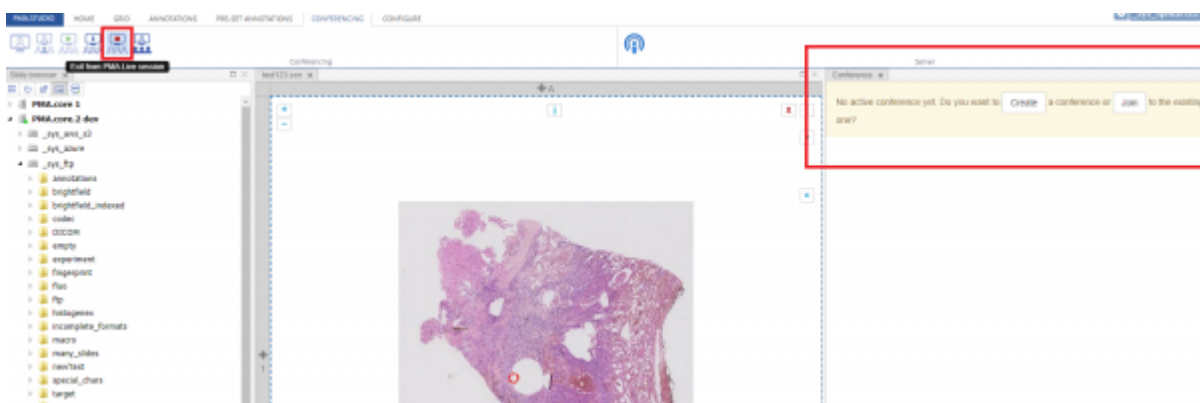 PMA.STUDIO HOME GRID ANNOTATIONS PRE-SET ANNOTATIONS CONFERENCING CONFIGURE
Conferencing
Server
Exit from PMA.Live session
Slide browser
test123.scn
Conference
A
No active conference yet. Do you want to Create a conference or Join to the existing
one?
PMA.core 1
PMA.core.2 dev
_sys_aws_s3
_sys_azure
_sys_ftp
annotations
brightfield
brightfield_indexed
codec
DICOM
empty
experiment
fingerprint
fluo
ftp
histogenex
incomplete_formats
macro
many_slides
newTest
special_chars
target
1